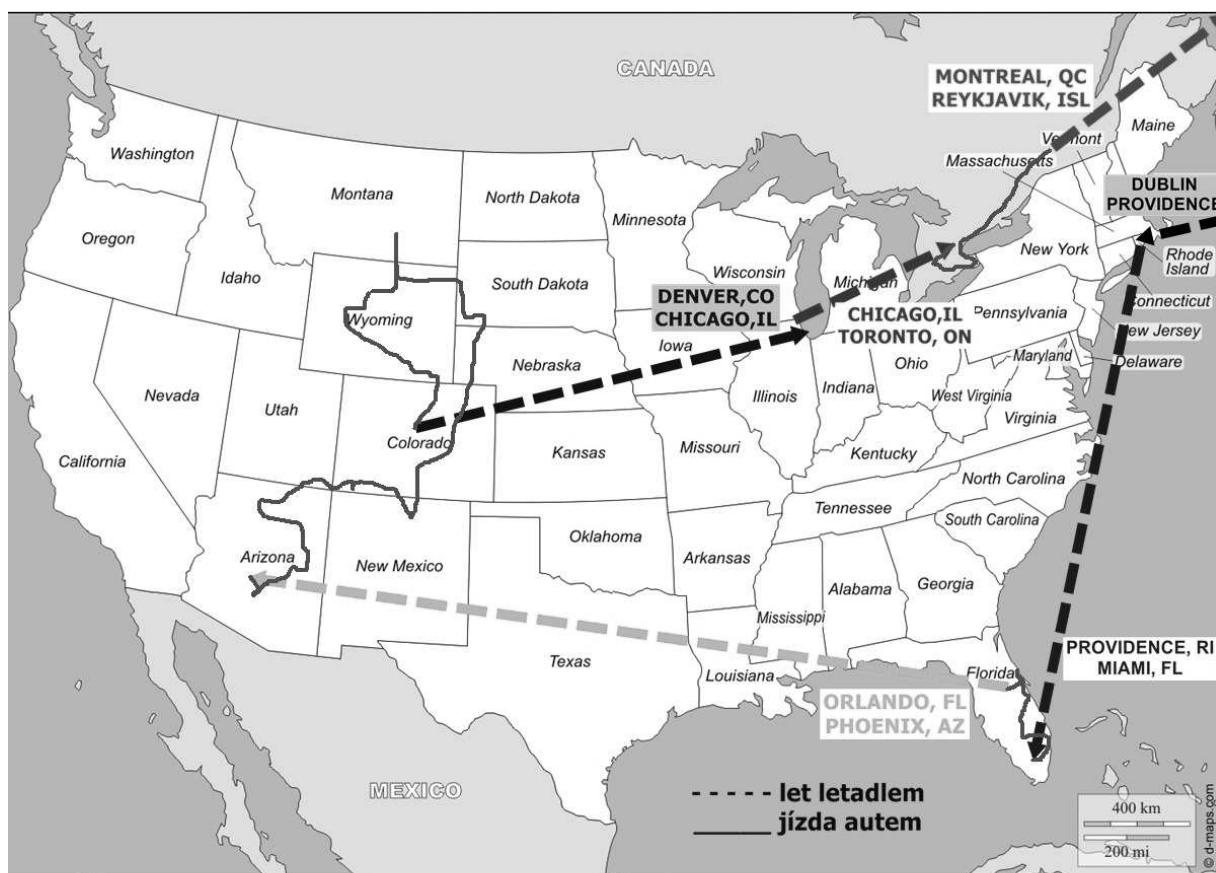 CANADA
MONTREAL, QC
REYKJAVIK, ISL
Maine
Vermont
Massachusetts
Washington
Montana
North Dakota
Minnesota
DUBLIN
PROVIDENCE
Oregon
Idaho
South Dakota
Wisconsin
Michigan
New York
Rhode
Island
Connecticut
Wyoming
DENVER,CO
CHICAGO,IL
CHICAGO,IL
TORONTO, ON
Pennsylvania
New Jersey
Iowa
Nebraska
Ohio
Maryland
Delaware
Nevada
Utah
Colorado
Illinois
Indiana
West Virginia
Virginia
California
Kansas
Missouri
Kentucky
North Carolina
Tennessee
South Carolina
Arizona
New Mexico
Oklahoma
Arkansas
Mississippi
Alabama
Georgia
Texas
Louisiana
Florida
PROVIDENCE, RI
MIAMI, FL
ORLANDO, FL
PHOENIX, AZ
MEXICO
let letadlem
jízda autem
400 km
200 mi
© d-maps.com